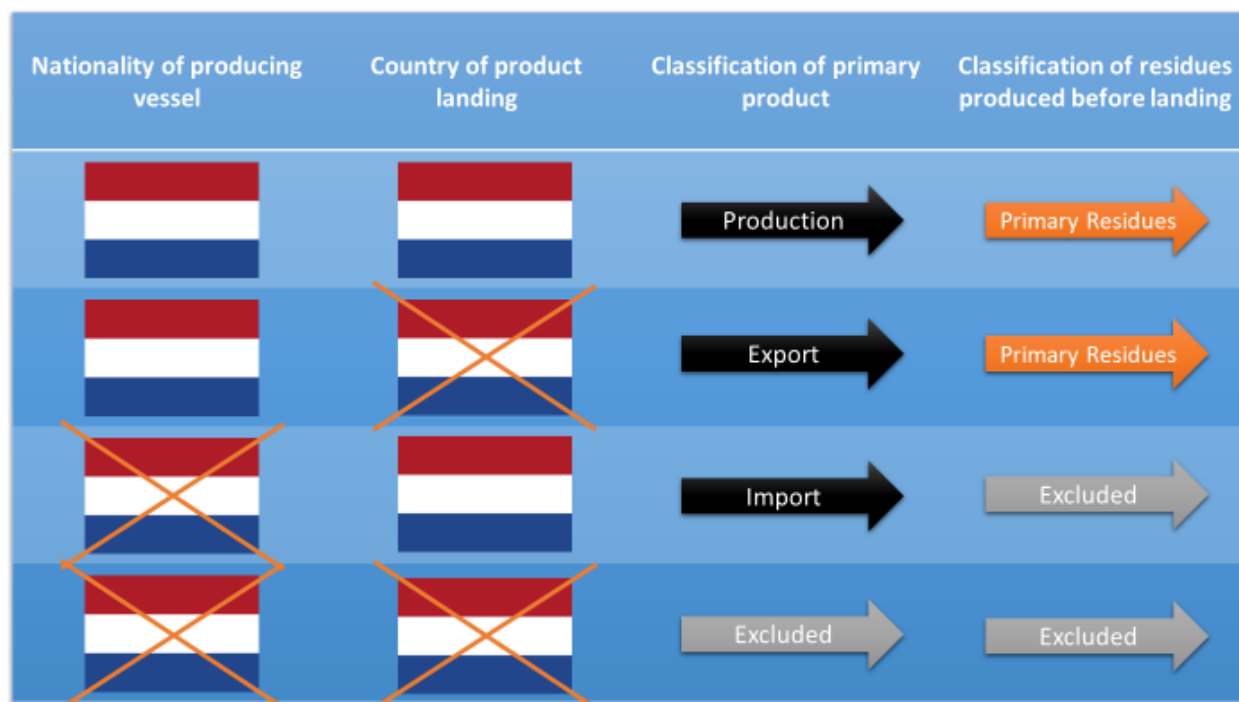 Nationality of producing
vessel
Country of product
landing
Classification of primary
product
Classification of residues
produced before landing
Production
Primary Residues
Export
Primary Residues
Import
Excluded
Excluded
Excluded